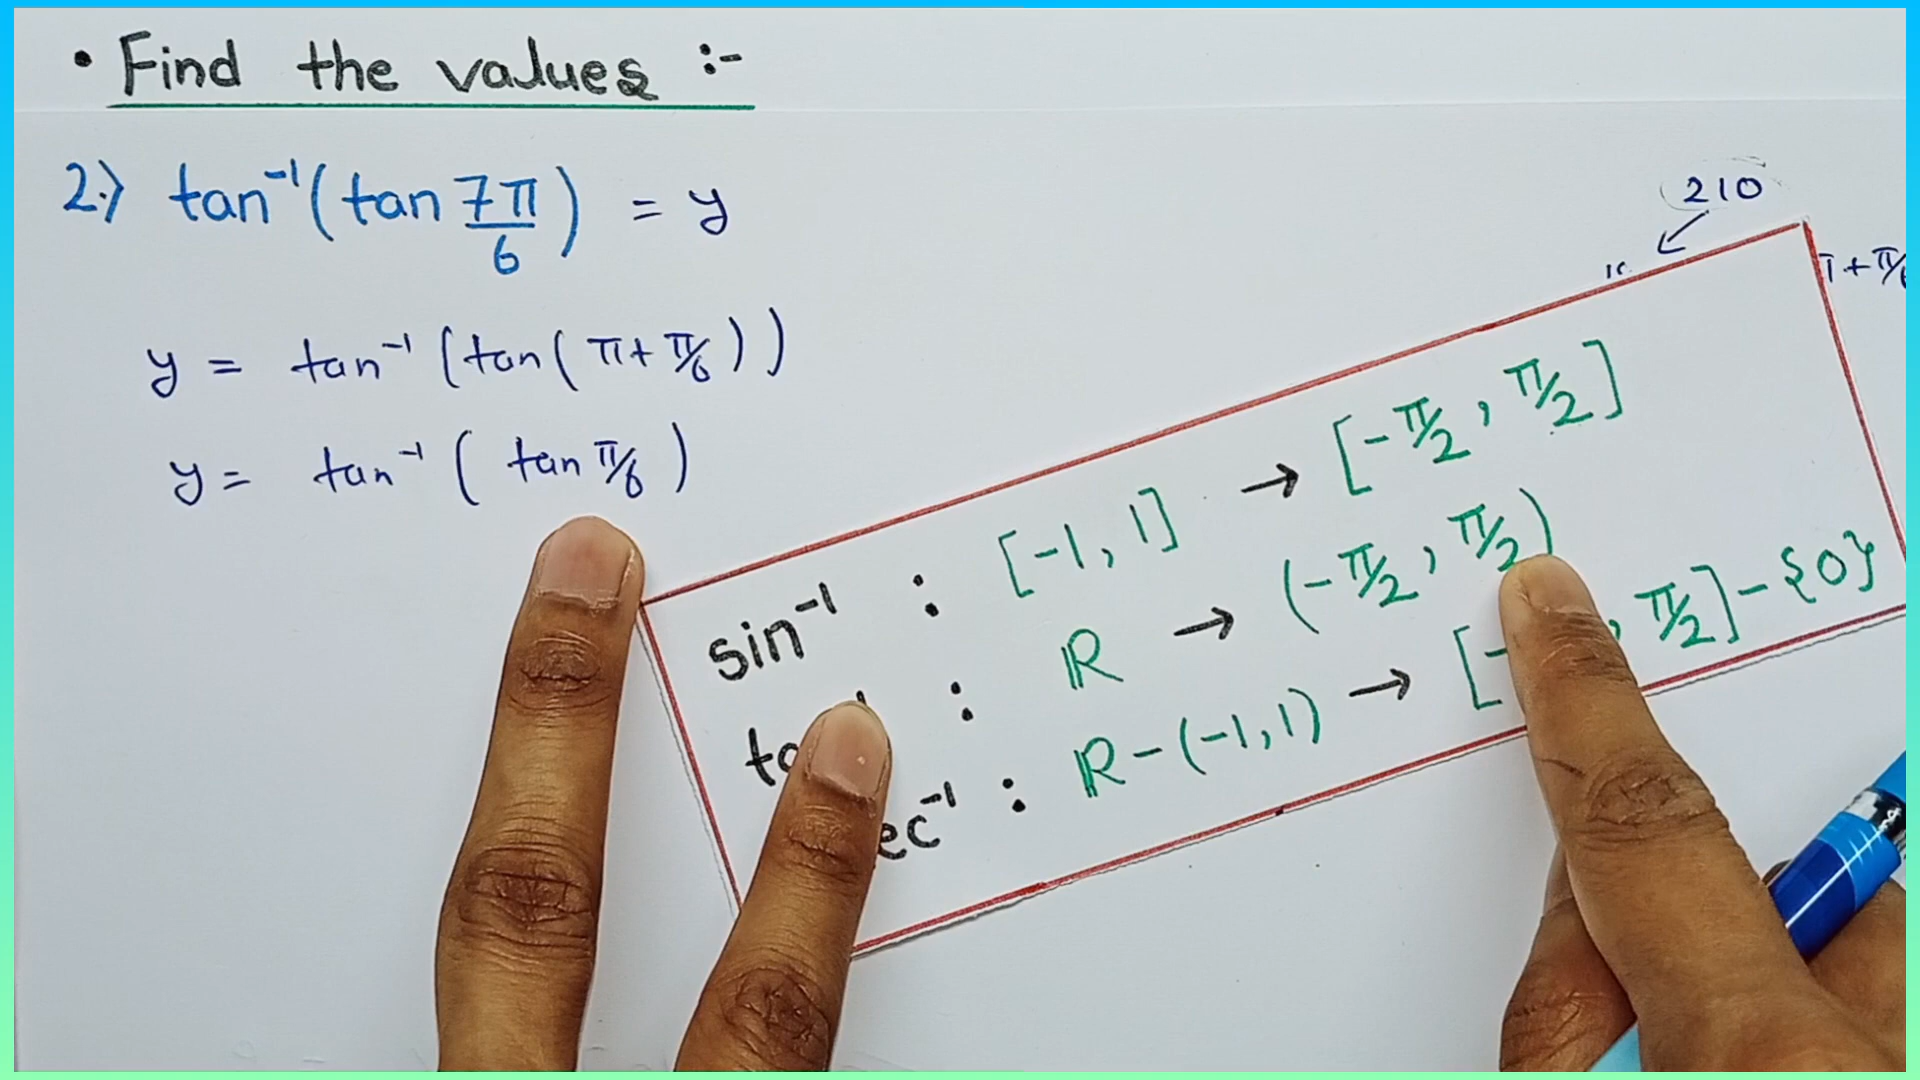 • Find the values :-
2.) tan⁻¹(tan 7π/6) = y
210
π + π/6
y = tan⁻¹(tan(π + π/6))
y = tan⁻¹(tan π/6)
sin⁻¹ : [-1, 1] → [-π/2, π/2]
: R → (-π/2, π/2)
ec⁻¹ : R - (-1, 1) → [- , π/2] - {0}